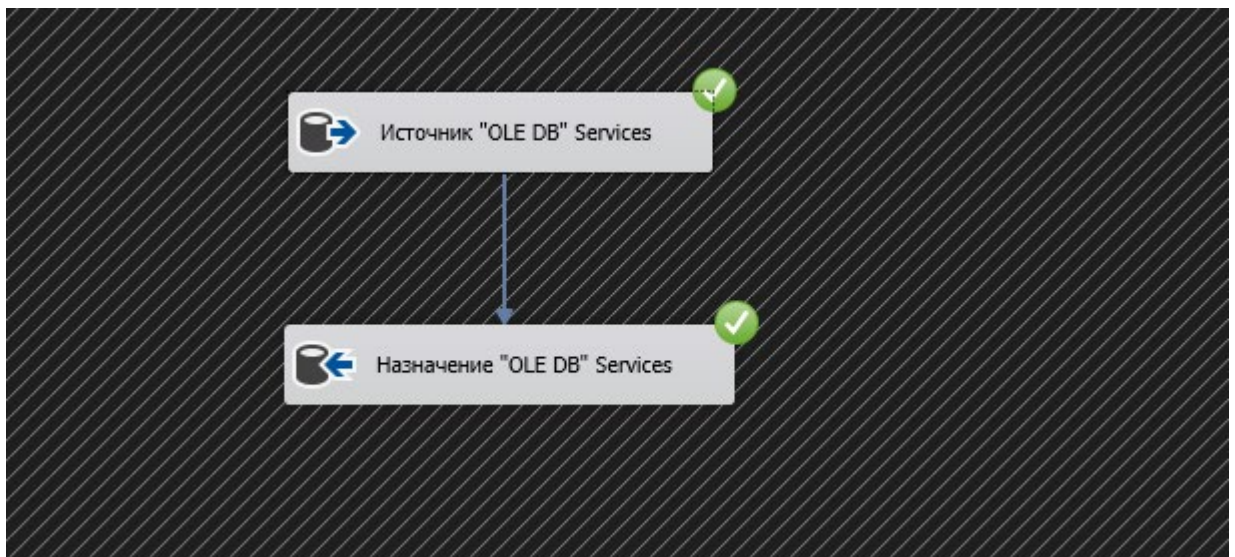 Источник "OLE DB" Services
Назначение "OLE DB" Services